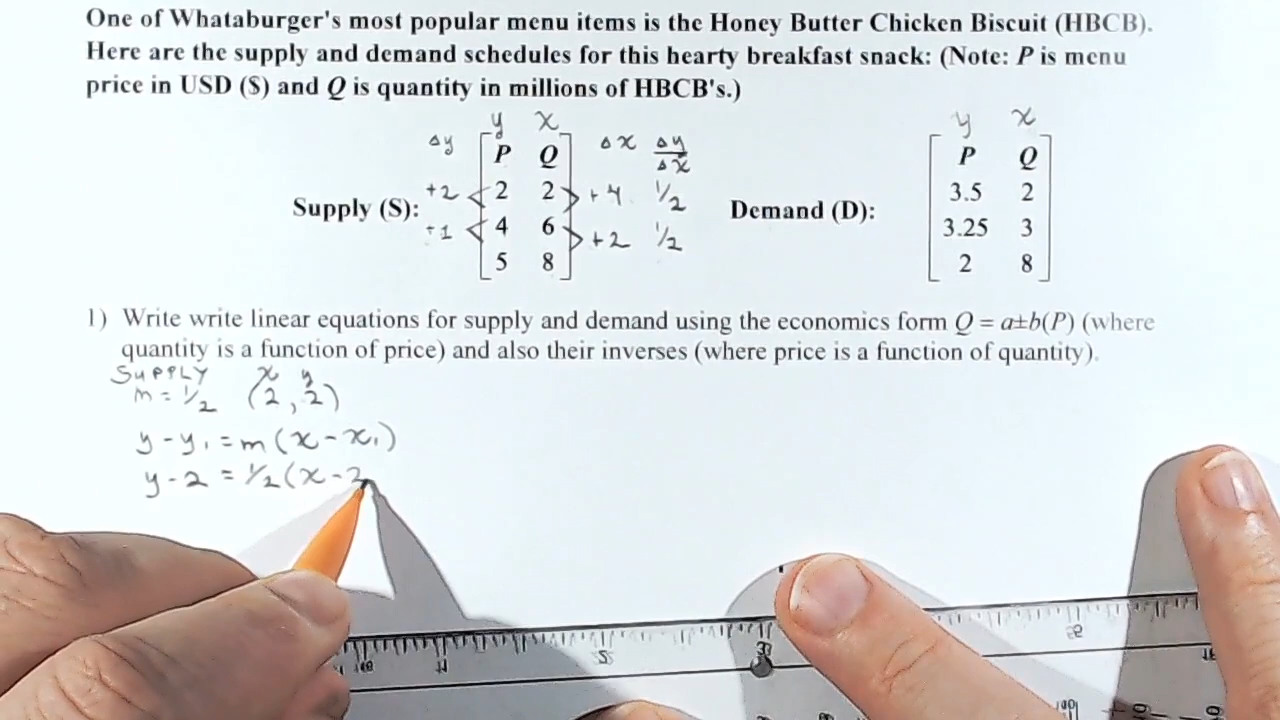 One of Whataburger's most popular menu items is the Honey Butter Chicken Biscuit (HBCB).
Here are the supply and demand schedules for this hearty breakfast snack: (Note: P is menu
price in USD ($) and Q is quantity in millions of HBCB's.)
y x y x
Δy P Q Δx Δy/Δx P Q
+2 2 2 +4 1/2 3.5 2
Supply (S): Demand (D):
+1 4 6 +2 1/2 3.25 3
5 8 2 8
1) Write write linear equations for supply and demand using the economics form Q = a±b(P) (where
quantity is a function of price) and also their inverses (where price is a function of quantity).
SUPPLY x y
m = 1/2 (2, 2)
y - y₁ = m(x - x₁)
y - 2 = 1/2(x - 2